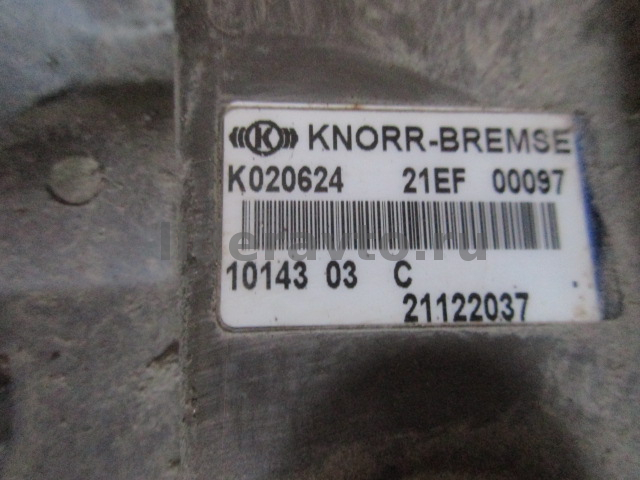 KNORR-BREMSE
K020624 21EF 00097
10143 03 C
21122037